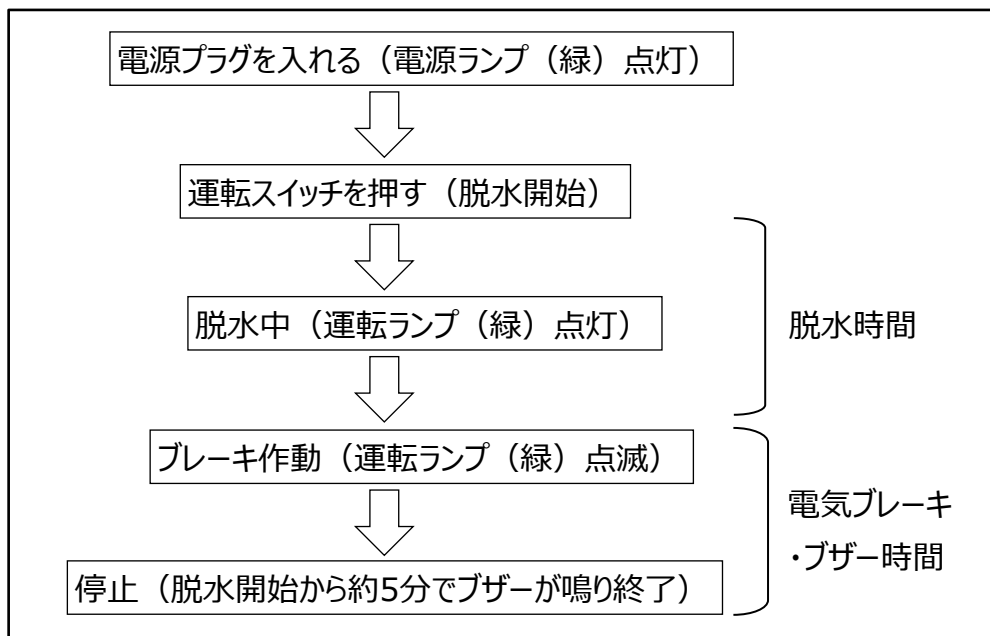 電源プラグを入れる（電源ランプ（緑）点灯）
運転スイッチを押す（脱水開始）
脱水中（運転ランプ（緑）点灯）
脱水時間
ブレーキ作動（運転ランプ（緑）点滅）
電気ブレーキ
・ブザー時間
停止（脱水開始から約5分でブザーが鳴り終了）